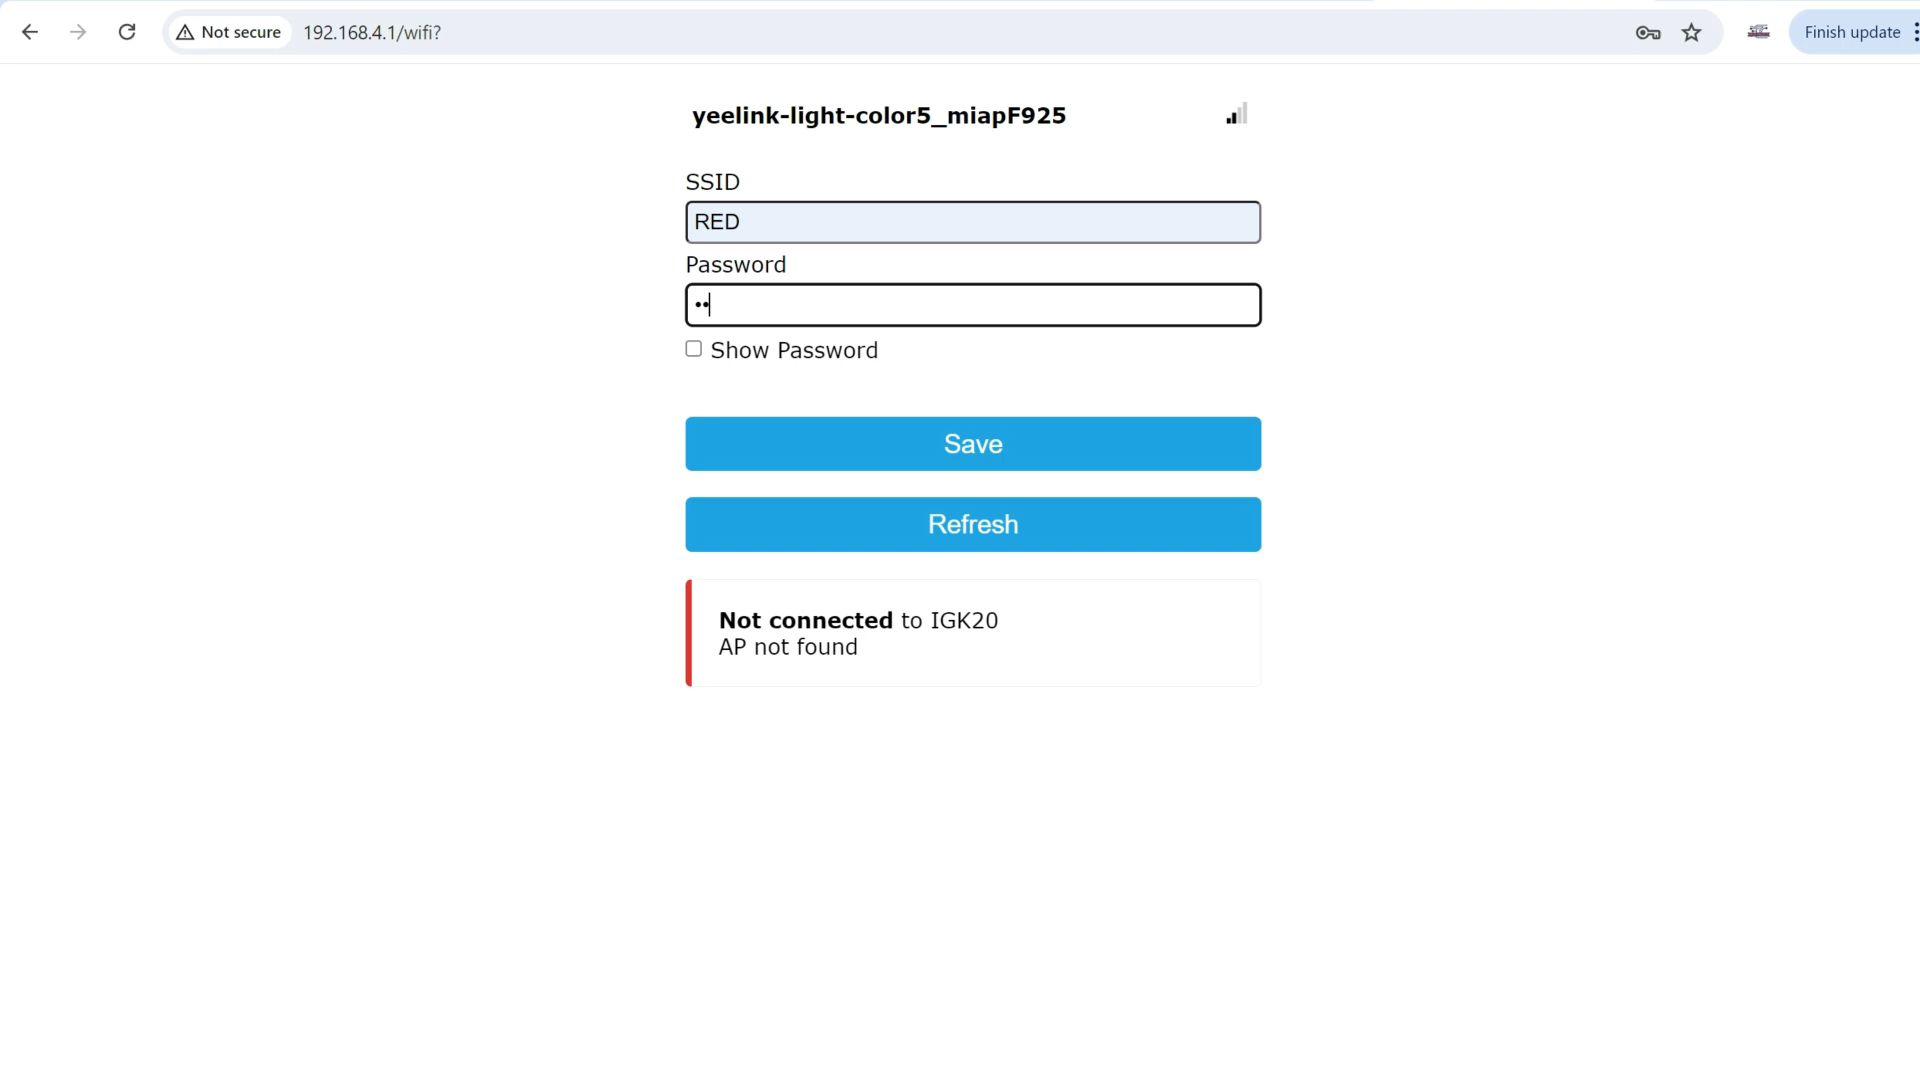 Not secure
192.168.4.1/wifi?
Finish update
yeelink-light-color5_miapF925
SSID
RED
Password
••
Show Password
Save
Refresh
Not connected to IGK20
AP not found